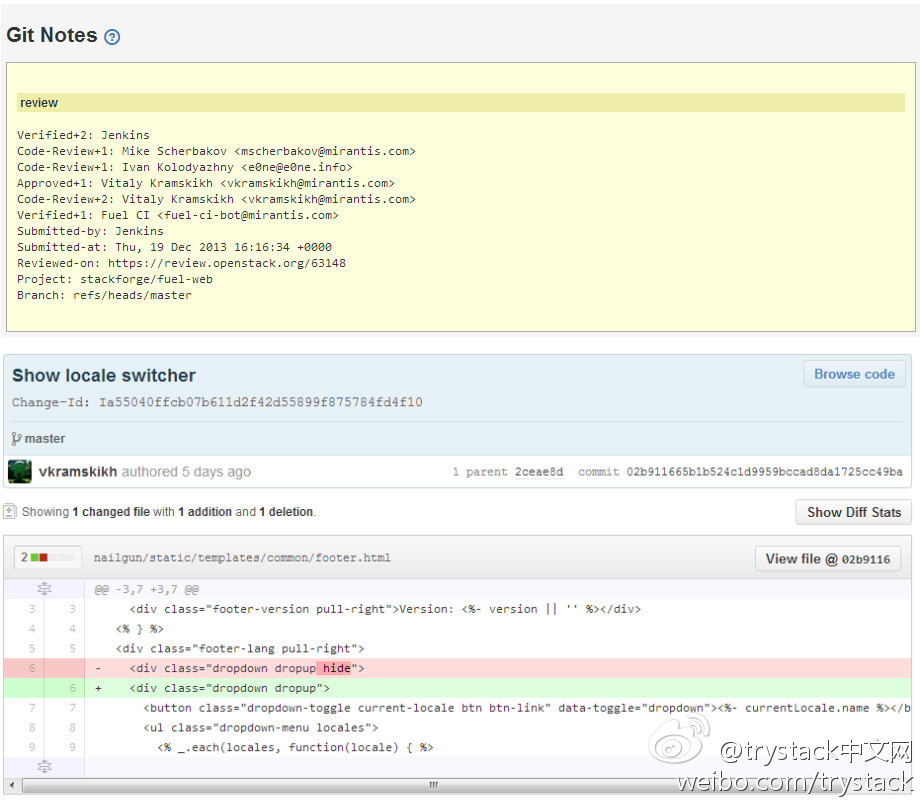 Git Notes ?
review
Verified+2: Jenkins
Code-Review+1: Mike Scherbakov <mscherbakov@mirantis.com>
Code-Review+1: Ivan Kolodyazhny <e0ne@e0ne.info>
Approved+1: Vitaly Kramskikh <vkramskikh@mirantis.com>
Code-Review+2: Vitaly Kramskikh <vkramskikh@mirantis.com>
Verified+1: Fuel CI <fuel-ci-bot@mirantis.com>
Submitted-by: Jenkins
Submitted-at: Thu, 19 Dec 2013 16:16:34 +0000
Reviewed-on: https://review.openstack.org/63148
Project: stackforge/fuel-web
Branch: refs/heads/master
Show locale switcher Browse code
Change-Id: Ia55040ffcb07b611d2f42d55899f875784fd4f10
master
vkramskikh authored 5 days ago 1 parent 2ceae8d commit 02b911665b1b524c1d9959bccad8da1725cc49ba
Showing 1 changed file with 1 addition and 1 deletion. Show Diff Stats
2 nailgun/static/templates/common/footer.html View file @ 02b9116
@@ -3,7 +3,7 @@
3 3 <div class="footer-version pull-right">Version: <%- version || '' %></div>
4 4 <% } %>
5 5 <div class="footer-lang pull-right">
6 - <div class="dropdown dropup hide">
6 + <div class="dropdown dropup">
7 7 <button class="dropdown-toggle current-locale btn btn-link" data-toggle="dropdown"><%- currentLocale.name %></b
8 8 <ul class="dropdown-menu locales">
9 9 <% _.each(locales, function(locale) { %>
@trystack中文网
weibo.com/trystack